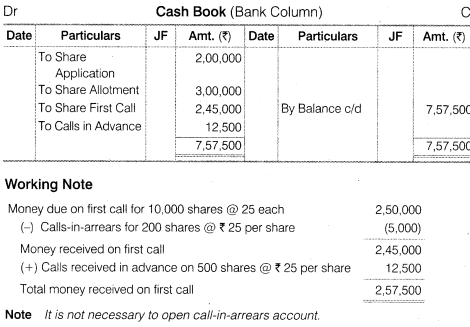 Dr Cash Book (Bank Column) C
Date Particulars JF Amt. (₹) Date Particulars JF Amt. (₹)
To Share 2,00,000
Application
To Share Allotment 3,00,000
To Share First Call 2,45,000 By Balance c/d 7,57,500
To Calls in Advance 12,500
7,57,500 7,57,500
Working Note
Money due on first call for 10,000 shares @ 25 each 2,50,000
(–) Calls-in-arrears for 200 shares @ ₹ 25 per share (5,000)
Money received on first call 2,45,000
(+) Calls received in advance on 500 shares @ ₹ 25 per share 12,500
Total money received on first call 2,57,500
Note It is not necessary to open call-in-arrears account.